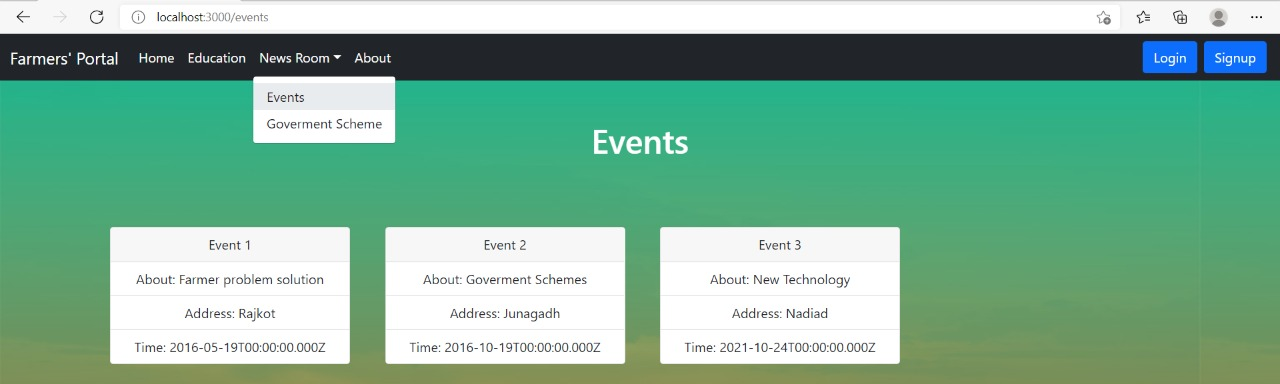 localhost:3000/events
Farmers' Portal Home Education News Room About Login Signup
Events
Goverment Scheme
Events
Event 1 Event 2 Event 3
About: Farmer problem solution About: Goverment Schemes About: New Technology
Address: Rajkot Address: Junagadh Address: Nadiad
Time: 2016-05-19T00:00:00.000Z Time: 2016-10-19T00:00:00.000Z Time: 2021-10-24T00:00:00.000Z